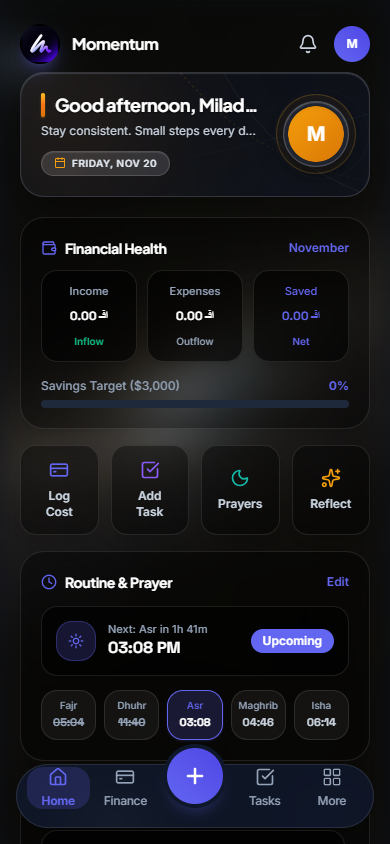 Momentum
M
Good afternoon, Milad...
Stay consistent. Small steps every d...
M
FRIDAY, NOV 20
Financial Health
November
Income
Expenses
Saved
0.00
0.00
0.00
Inflow
Outflow
Net
Savings Target ($3,000)
0%
Log
Cost
Add
Task
Prayers
Reflect
Routine & Prayer
Edit
Next: Asr in 1h 41m
03:08 PM
Upcoming
Fajr
Dhuhr
Asr
Maghrib
Isha
05:04
11:40
03:08
04:46
06:14
Home
Finance
Tasks
More